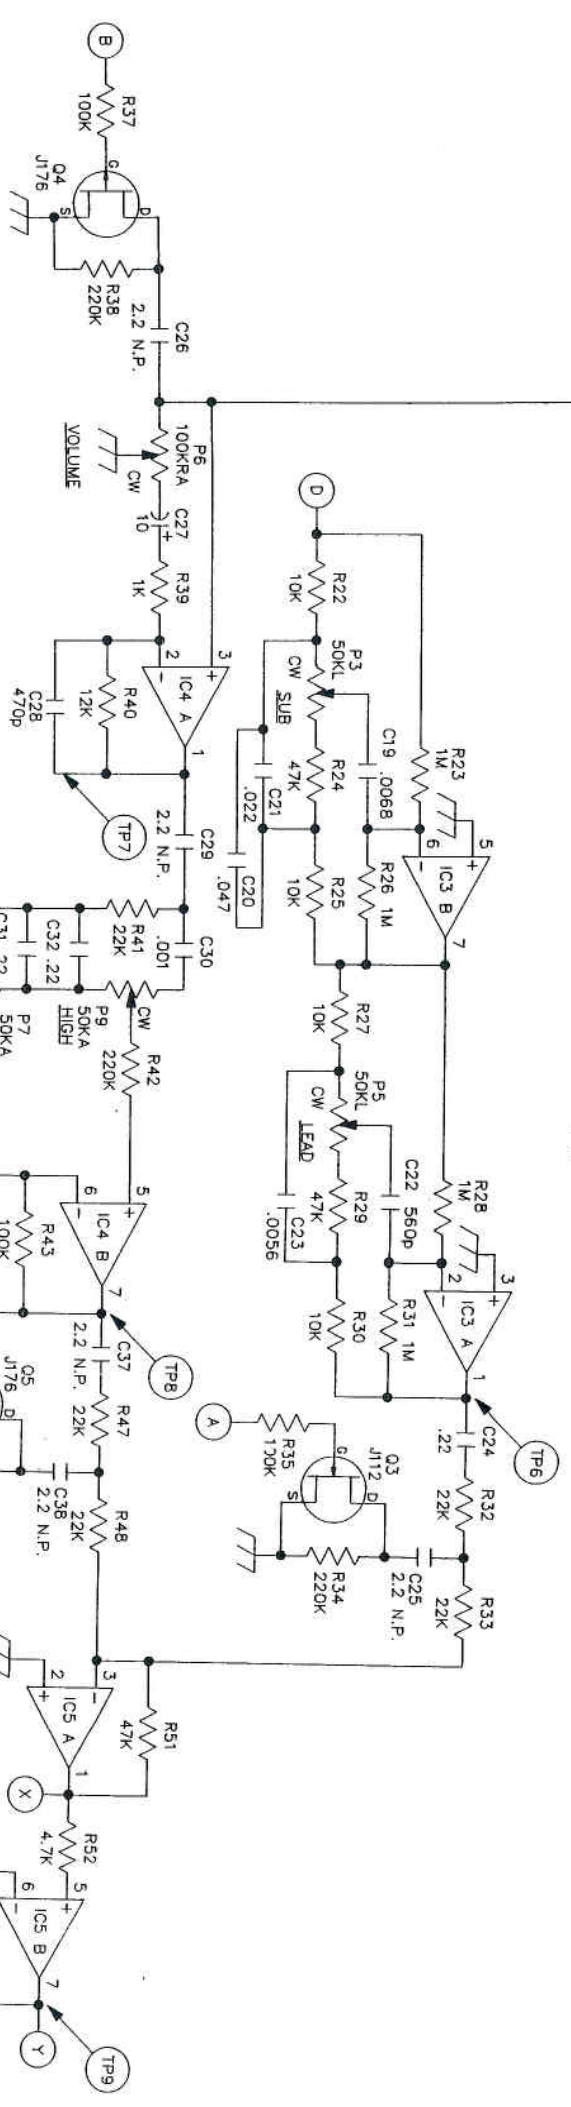 B
R37
100K
Q4
J176
G
S
D
R38
220K
C26
2.2 N.P.
P6
100KRA
CW
VOLUME
C27
10
+
R39
1K
2
3
-
+
IC4 A
1
R40
12K
C28
470p
TP7
C29
2.2 N.P.
R41
22K
C30
.001
C32 .22
CW
P9
50KA
HIGH
P7
50KA
R42
220K
6
5
-
+
IC4 B
7
R43
100K
TP8
C37
2.2 N.P.
R47
22K
Q5
J176
D
C38
2.2 N.P.
R48
22K
2
3
+
-
IC5 A
1
R51
47K
X
R52
4.7K
6
5
-
+
IC5 B
7
Y
TP9
D
R22
10K
R23
1M
P3
50KL
CW
SUB
C19
.0068
R24
47K
C21
.022
C20
.047
R25
10K
R26 1M
6
5
-
+
IC3 B
7
R27
10K
P5
50KL
CW
LEAD
R28
1M
C22
560p
R29
47K
C23
.0056
R30
10K
R31 1M
2
3
-
+
IC3 A
1
TP6
C24
.22
R32
22K
A
R35
100K
Q3
J112
G
S
D
R34
220K
C25
2.2 N.P.
R33
22K